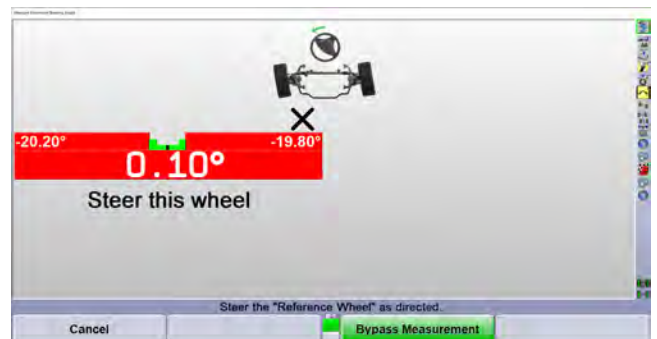 -20.20°
-19.80°
0.10°
Steer this wheel
Steer the "Reference Wheel" as directed.
Cancel
Bypass Measurement